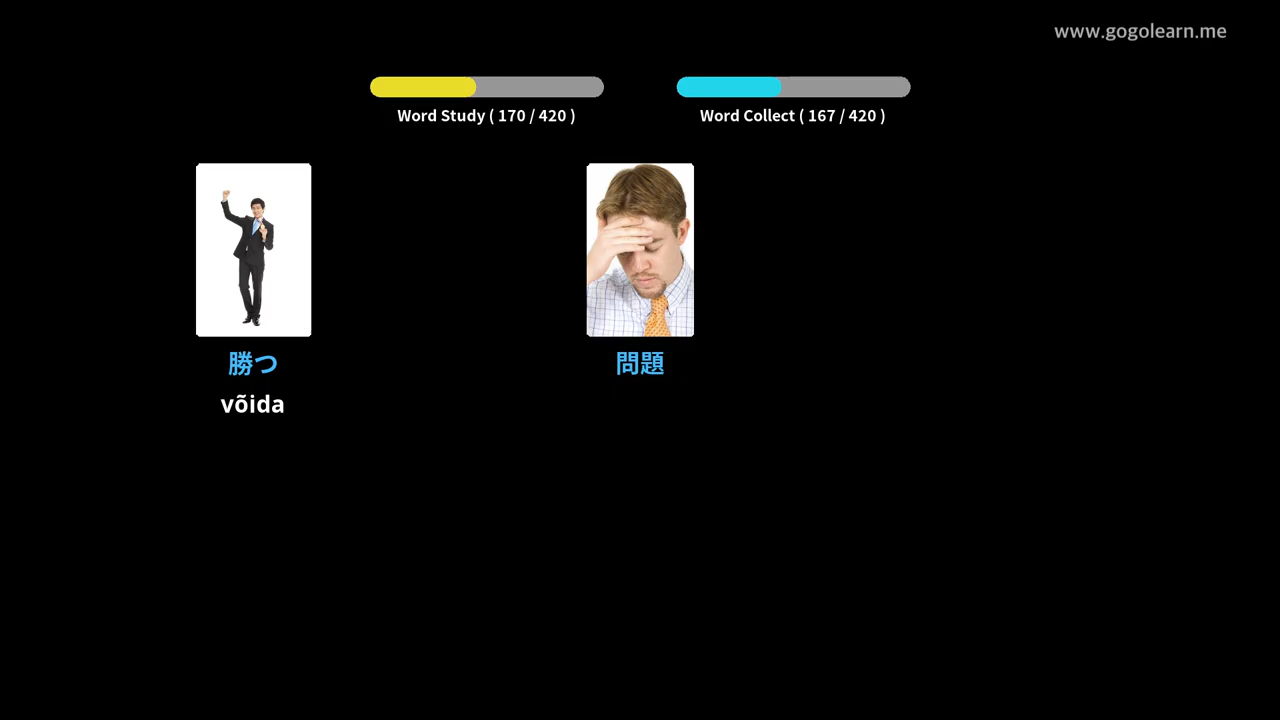 www.gogolearn.me
Word Study ( 170 / 420 )
Word Collect ( 167 / 420 )
勝つ
問題
võida